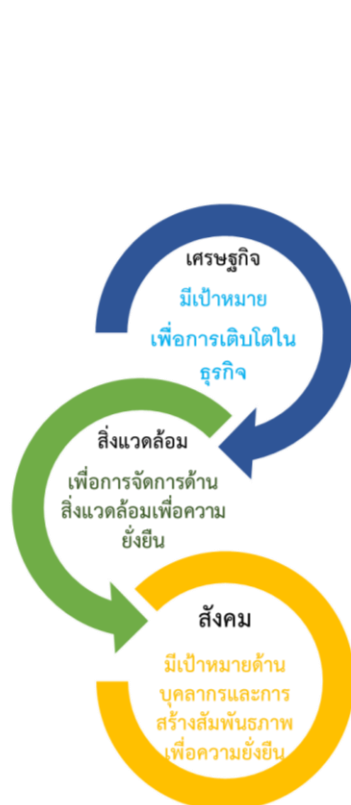 เศรษฐกิจ
มีเป้าหมาย
เพื่อการเติบโตใน
ธุรกิจ
สิ่งแวดล้อม
เพื่อการจัดการด้าน
สิ่งแวดล้อมเพื่อความ
ยั่งยืน
สังคม
มีเป้าหมายด้าน
บุคลากรและการ
สร้างสัมพันธภาพ
เพื่อความยั่งยืน